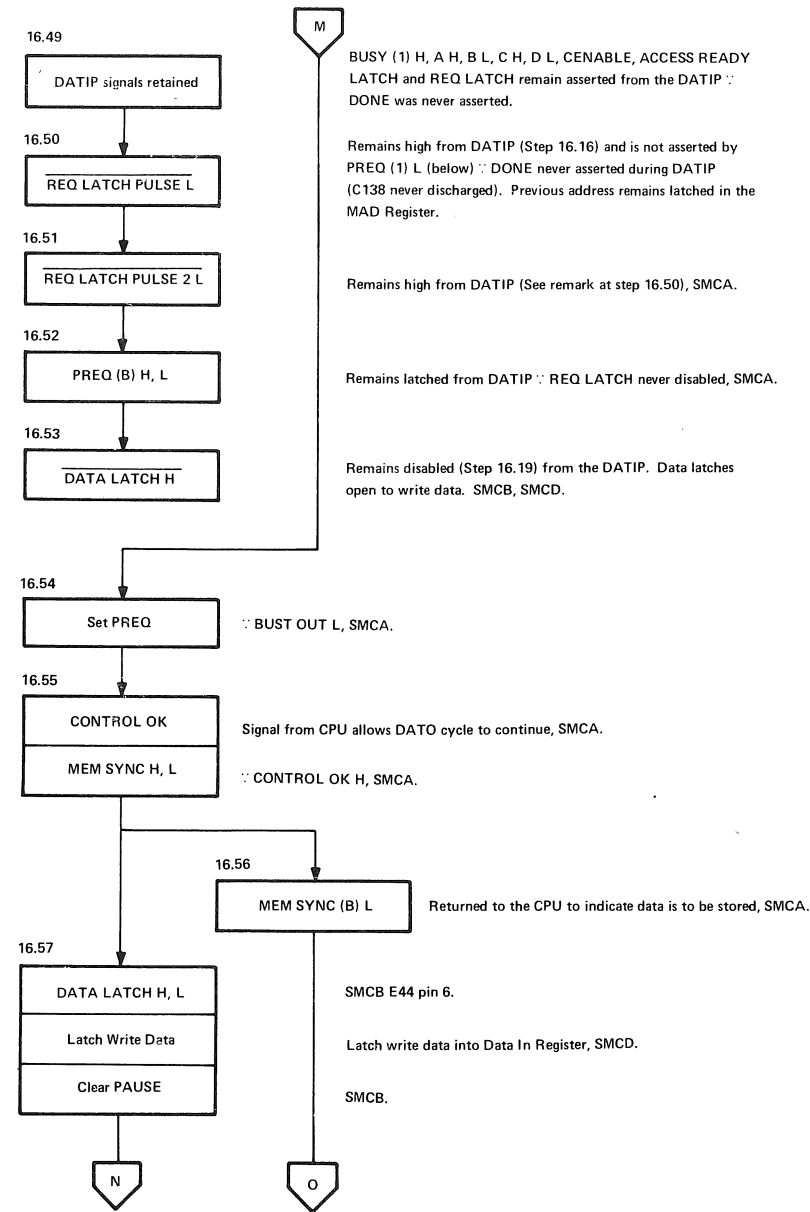 M
16.49
DATIP signals retained
BUSY (1) H, A H, B L, C H, D L, CENABLE, ACCESS READY
LATCH and REQ LATCH remain asserted from the DATIP ∵
DONE was never asserted.
16.50
REQ LATCH PULSE L
Remains high from DATIP (Step 16.16) and is not asserted by
PREQ (1) L (below) ∵ DONE never asserted during DATIP
(C138 never discharged). Previous address remains latched in the
MAD Register.
16.51
REQ LATCH PULSE 2 L
Remains high from DATIP (See remark at step 16.50), SMCA.
16.52
PREQ (B) H, L
Remains latched from DATIP ∵ REQ LATCH never disabled, SMCA.
16.53
DATA LATCH H
Remains disabled (Step 16.19) from the DATIP. Data latches
open to write data. SMCB, SMCD.
16.54
Set PREQ
∵ BUST OUT L, SMCA.
16.55
CONTROL OK
Signal from CPU allows DATO cycle to continue, SMCA.
MEM SYNC H, L
∵ CONTROL OK H, SMCA.
16.56
MEM SYNC (B) L
Returned to the CPU to indicate data is to be stored, SMCA.
16.57
DATA LATCH H, L
SMCB E44 pin 6.
Latch Write Data
Latch write data into Data In Register, SMCD.
Clear PAUSE
SMCB.
N
O